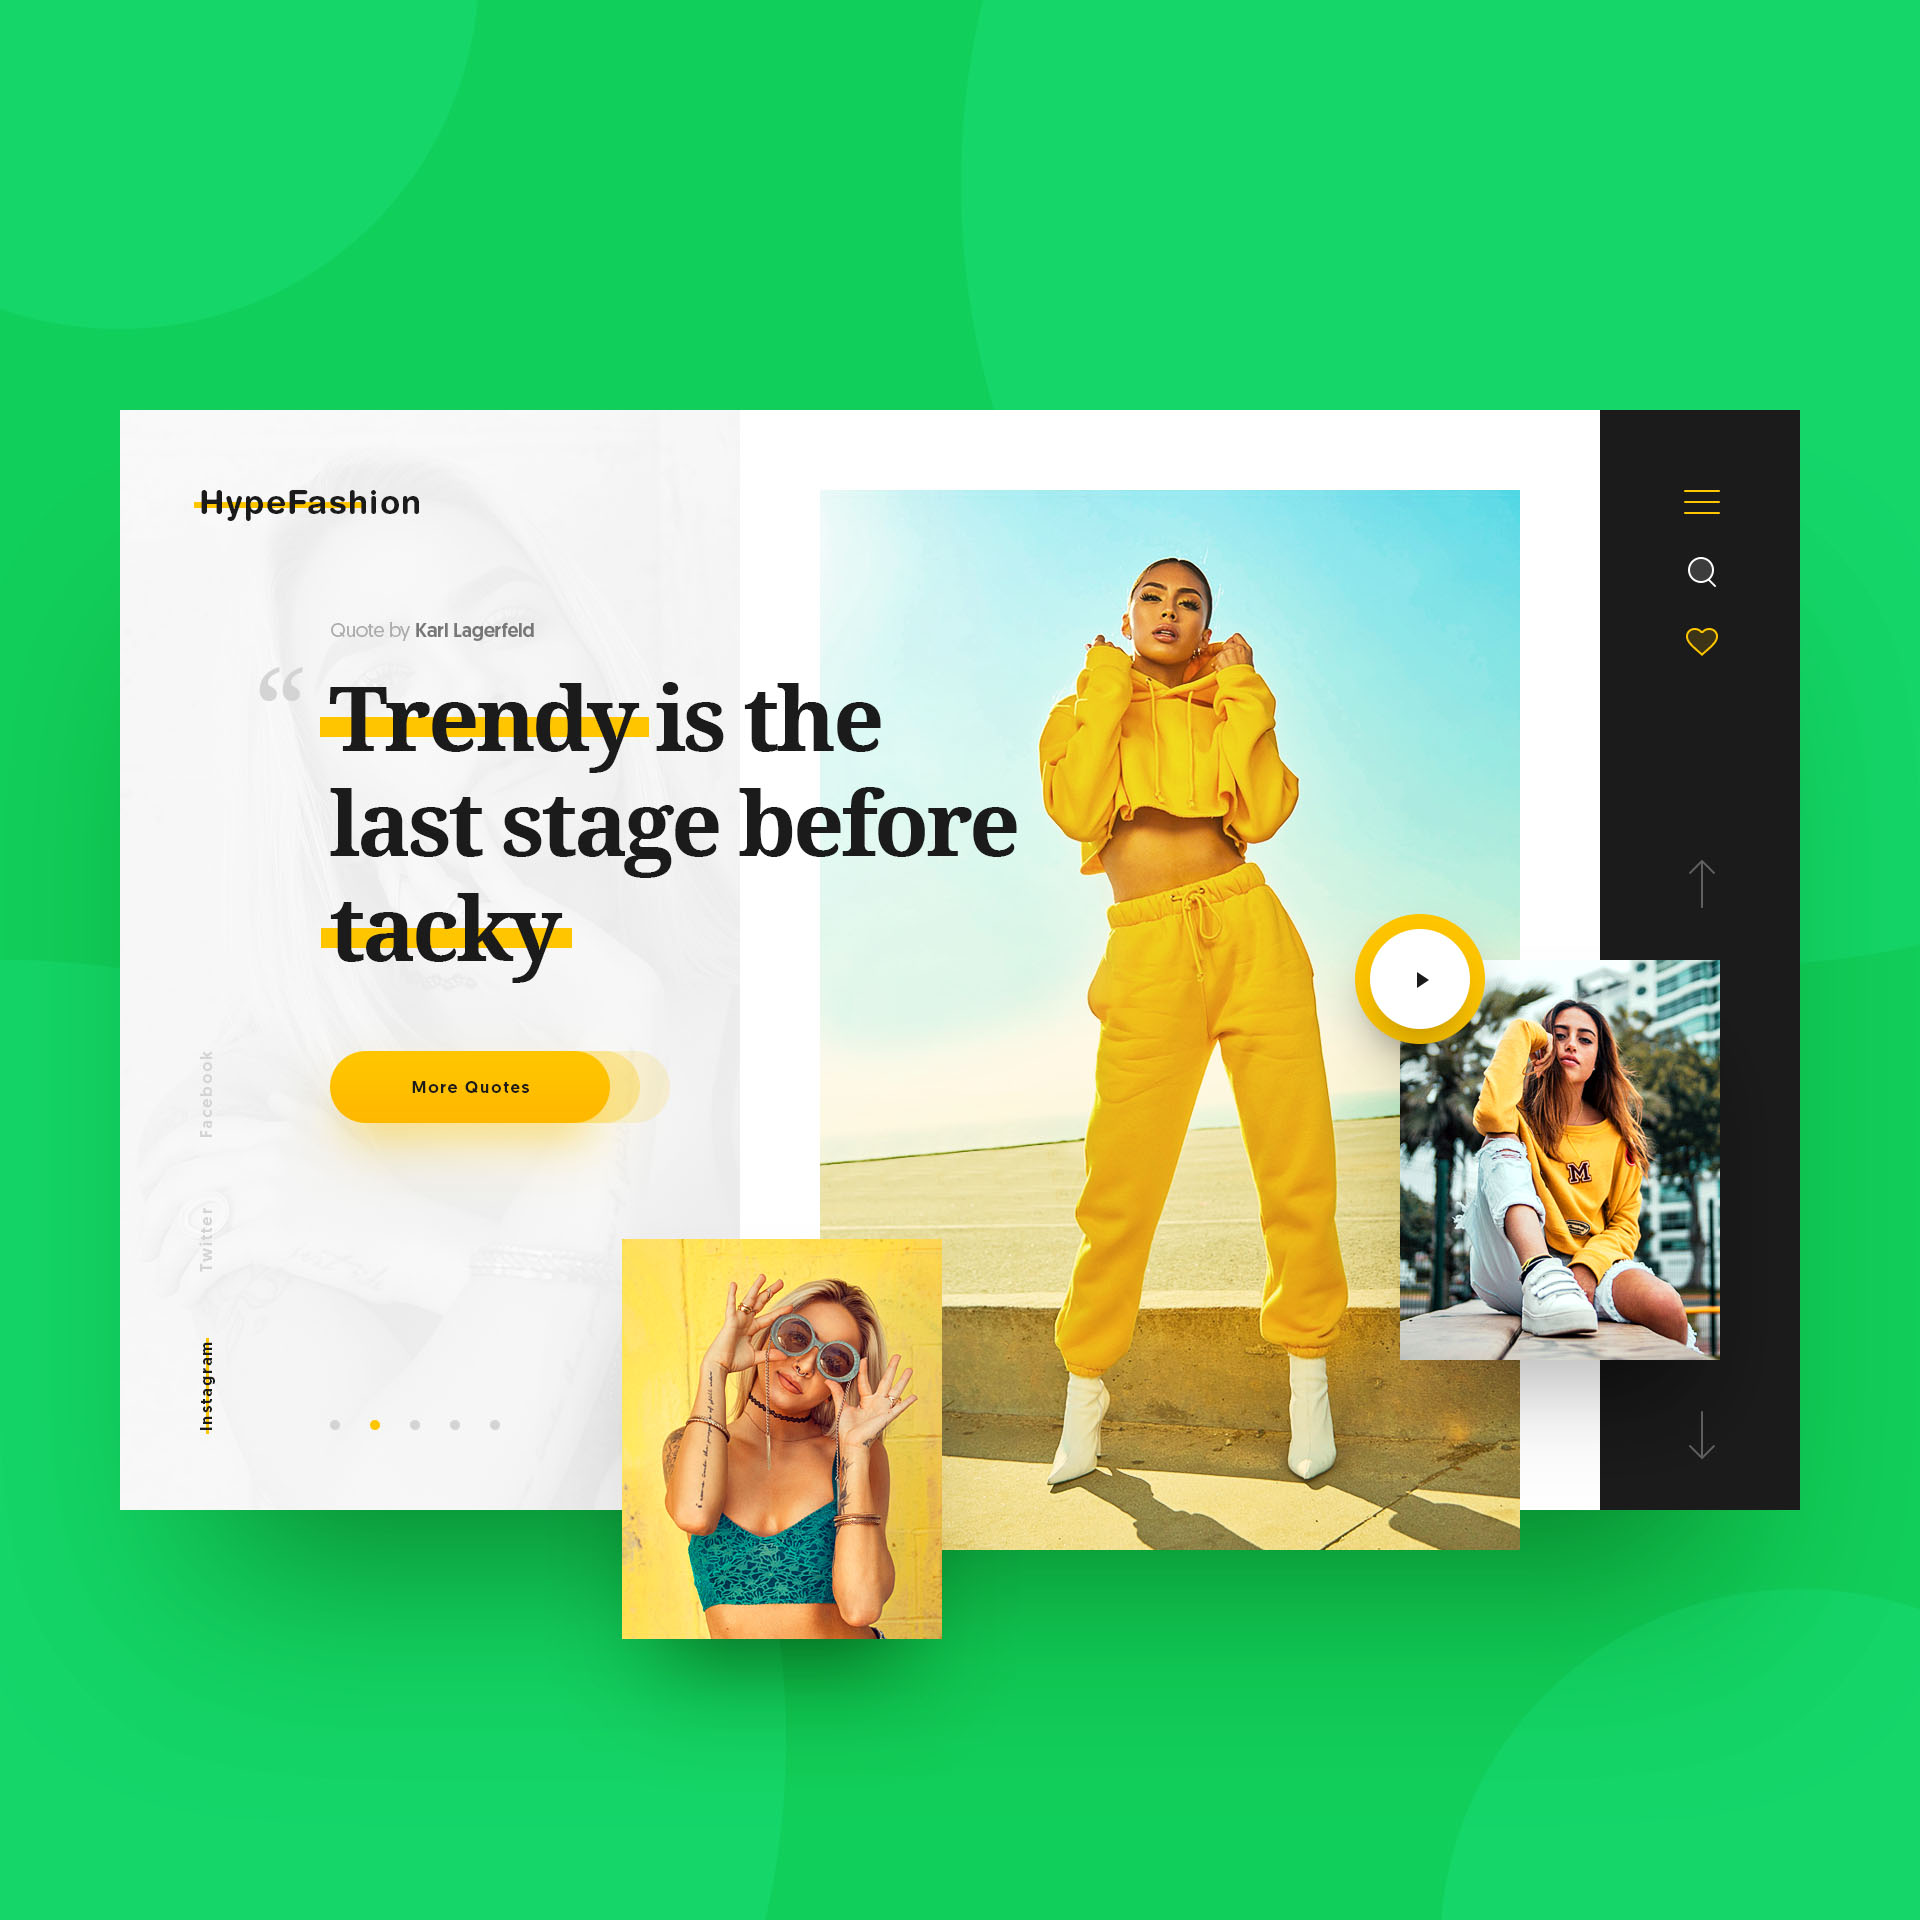 HypeFashion
Quote by Karl Lagerfeld
“
Trendy is the
last stage before
tacky
More Quotes
Facebook
Twitter
Instagram
M